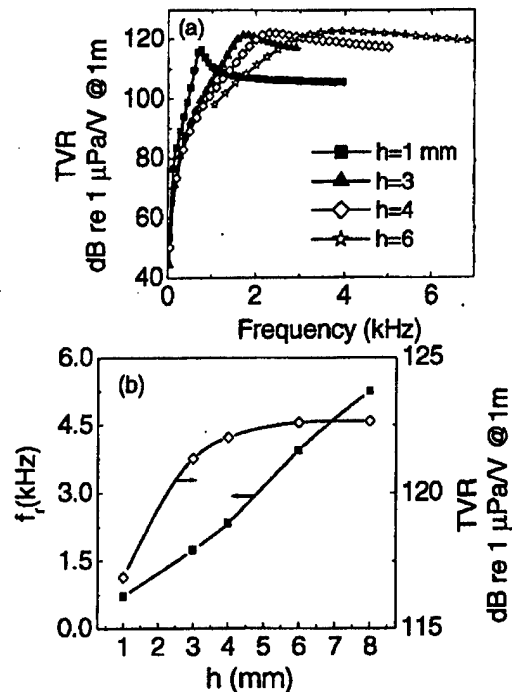 (a)
120
100
80
60
40
TVR
dB re 1 μPa/V @1m
h=1 mm
h=3
h=4
h=6
0 2 4 6
Frequency (kHz)
(b)
6.0
4.5
3.0
1.5
0.0
fᵣ(kHz)
125
120
115
TVR
dB re 1 μPa/V @1m
1 2 3 4 5 6 7 8
h (mm)